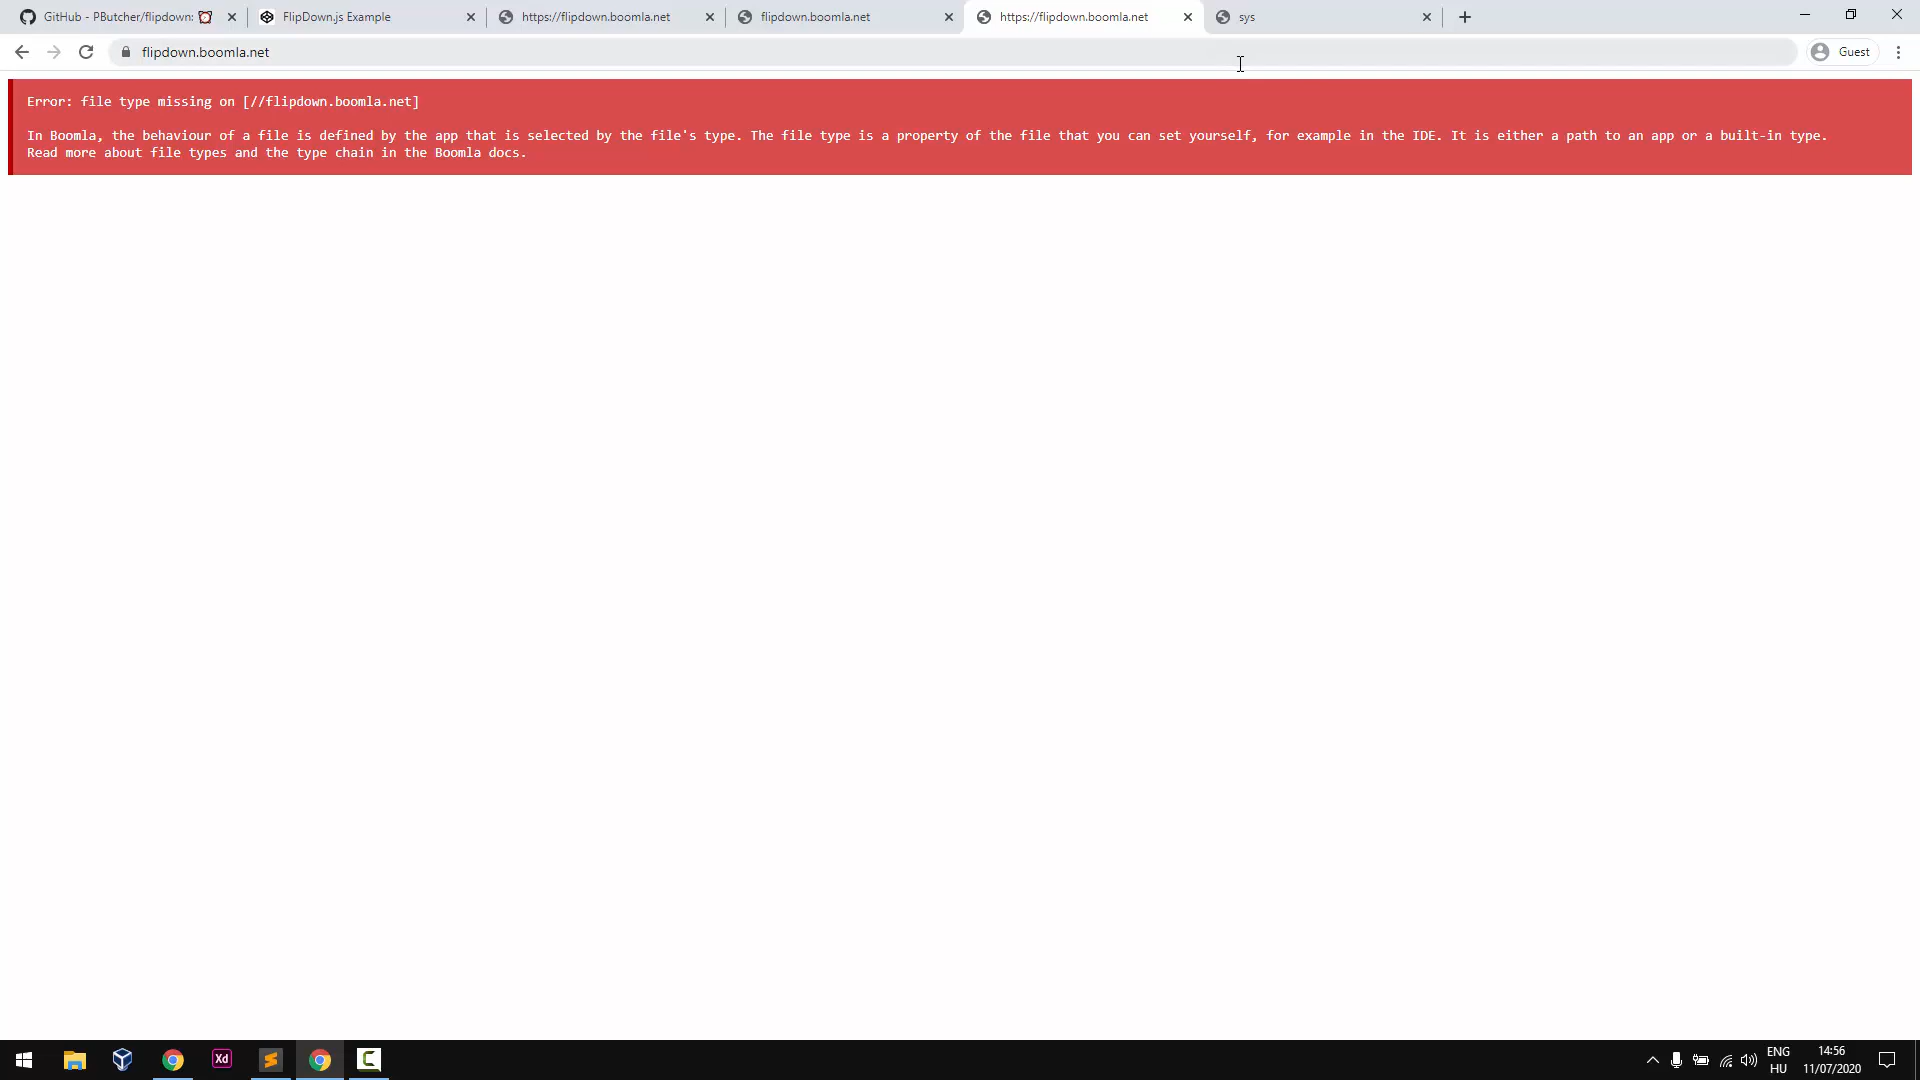 GitHub - PButcher/flipdown: ⏰
FlipDown.js Example
https://flipdown.boomla.net
flipdown.boomla.net
https://flipdown.boomla.net
sys
flipdown.boomla.net
Guest
Error: file type missing on [//flipdown.boomla.net]
In Boomla, the behaviour of a file is defined by the app that is selected by the file's type. The file type is a property of the file that you can set yourself, for example in the IDE. It is either a path to an app or a built-in type.
Read more about file types and the type chain in the Boomla docs.
Xd
ENG
HU
14:56
11/07/2020